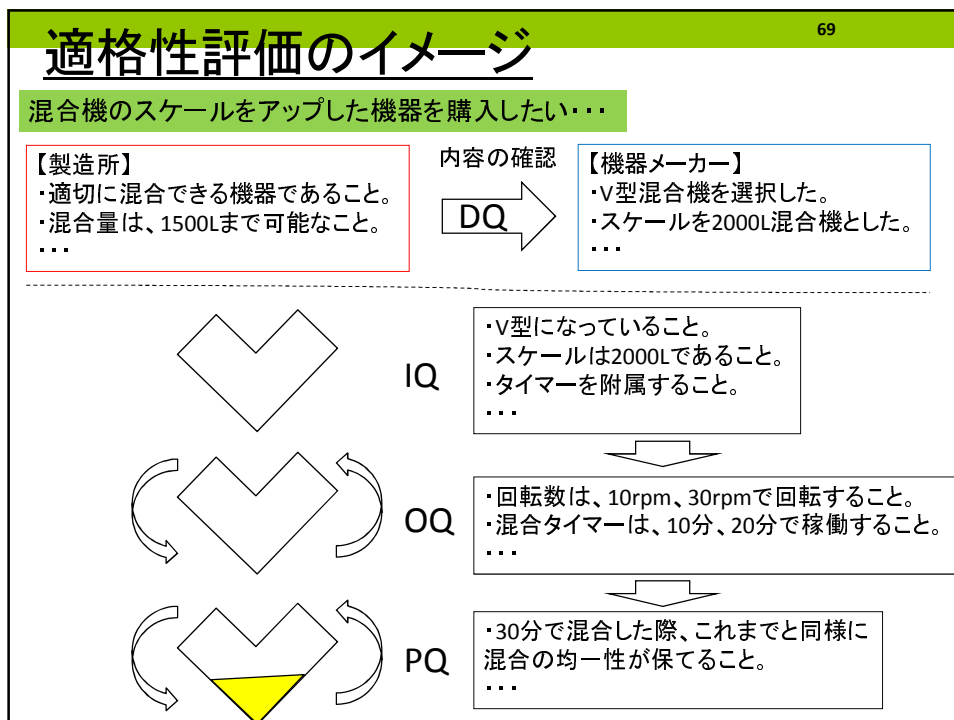 69
適格性評価のイメージ
混合機のスケールをアップした機器を購入したい・・・
【製造所】
・適切に混合できる機器であること。
・混合量は、1500Lまで可能なこと。
・・・
内容の確認
DQ
【機器メーカー】
・V型混合機を選択した。
・スケールを2000L混合機とした。
・・・
IQ
・V型になっていること。
・スケールは2000Lであること。
・タイマーを附属すること。
・・・
OQ
・回転数は、10rpm、30rpmで回転すること。
・混合タイマーは、10分、20分で稼働すること。
・・・
PQ
・30分で混合した際、これまでと同様に
混合の均一性が保てること。
・・・